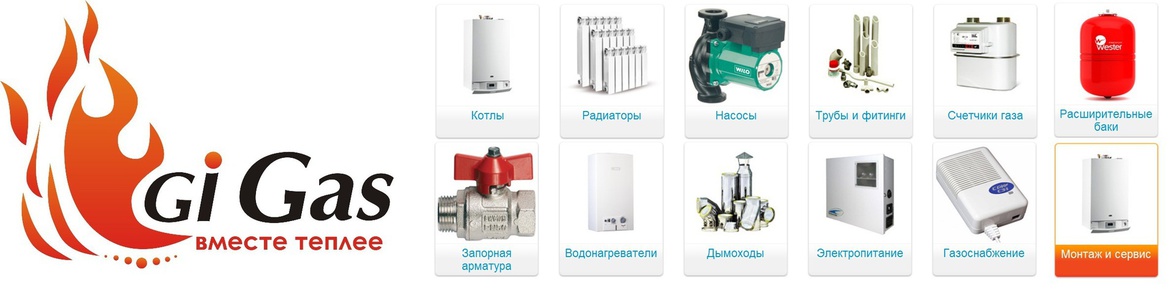 Gi Gas
вместе теплее
Котлы
Радиаторы
WILO
Насосы
Трубы и фитинги
Счетчики газа
Wester
Расширительные
баки
Запорная
арматура
Водонагреватели
Дымоходы
Электропитание
Газоснабжение
Монтаж и сервис